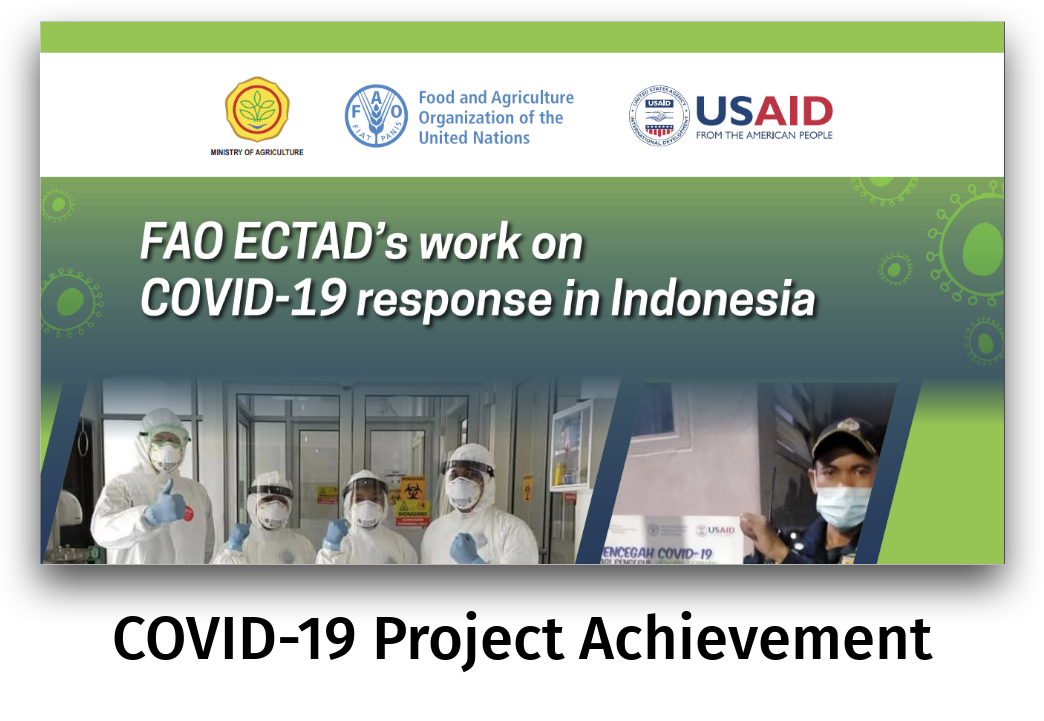 MINISTRY OF AGRICULTURE
FAO
FIAT PANIS
Food and Agriculture
Organization of the
United Nations
UNITED STATES AGENCY
INTERNATIONAL DEVELOPMENT
USAID
USAID
FROM THE AMERICAN PEOPLE
FAO ECTAD’s work on
COVID-19 response in Indonesia
BIOHAZARD
USAID
ENCEGAH COVID-19
COVID-19 Project Achievement